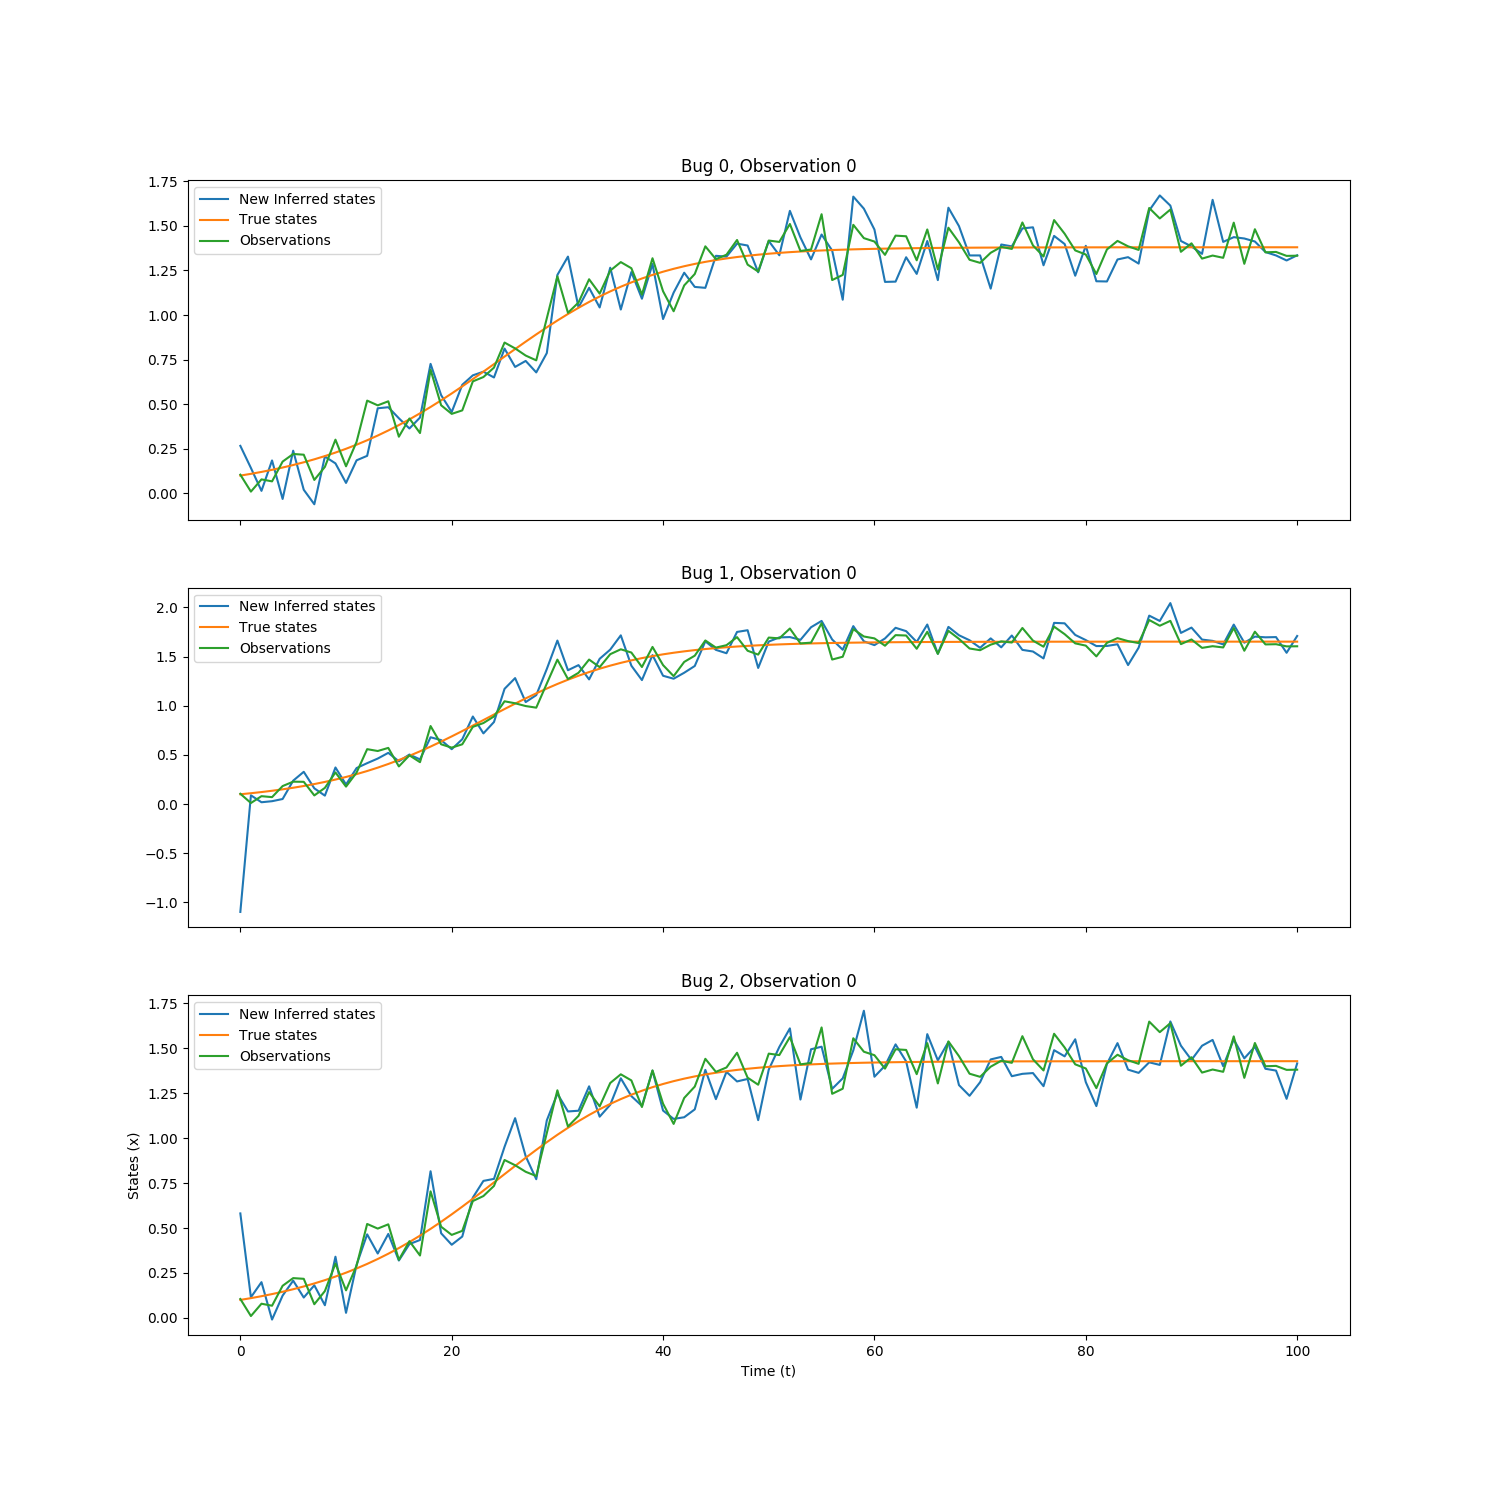 Bug 0, Observation 0
New Inferred states
True states
Observations
1.75
1.50
1.25
1.00
0.75
0.50
0.25
0.00
Bug 1, Observation 0
New Inferred states
True states
Observations
2.0
1.5
1.0
0.5
0.0
−0.5
−1.0
Bug 2, Observation 0
New Inferred states
True states
Observations
1.75
1.50
1.25
1.00
0.75
0.50
0.25
0.00
States (x)
0 20 40 60 80 100
Time (t)